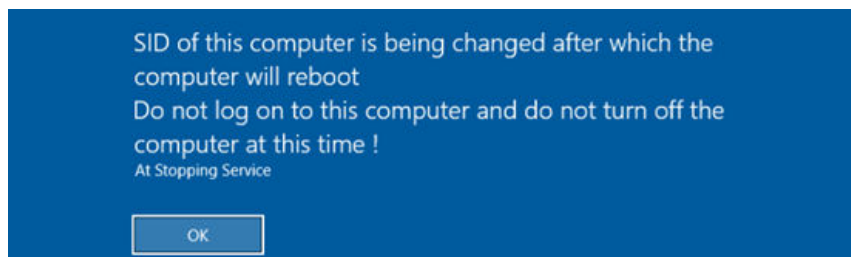 SID of this computer is being changed after which the
computer will reboot
Do not log on to this computer and do not turn off the
computer at this time !
At Stopping Service
OK